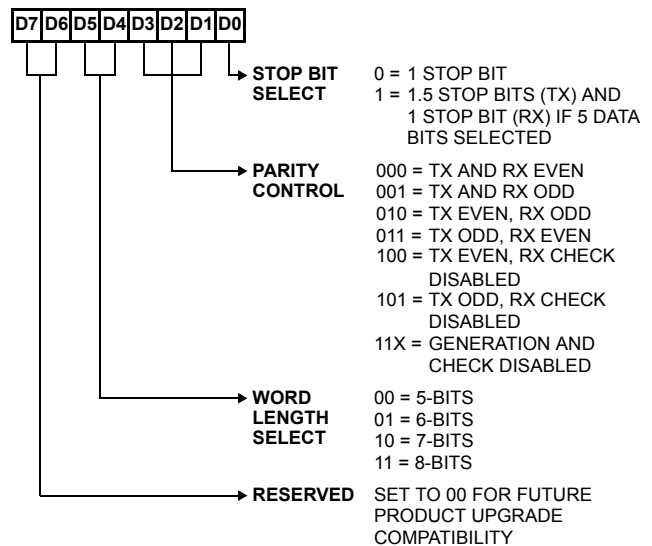 D7 D6 D5 D4 D3 D2 D1 D0
STOP BIT
SELECT
0 = 1 STOP BIT
1 = 1.5 STOP BITS (TX) AND
1 STOP BIT (RX) IF 5 DATA
BITS SELECTED
PARITY
CONTROL
000 = TX AND RX EVEN
001 = TX AND RX ODD
010 = TX EVEN, RX ODD
011 = TX ODD, RX EVEN
100 = TX EVEN, RX CHECK
DISABLED
101 = TX ODD, RX CHECK
DISABLED
11X = GENERATION AND
CHECK DISABLED
WORD
LENGTH
SELECT
00 = 5-BITS
01 = 6-BITS
10 = 7-BITS
11 = 8-BITS
RESERVED
SET TO 00 FOR FUTURE
PRODUCT UPGRADE
COMPATIBILITY